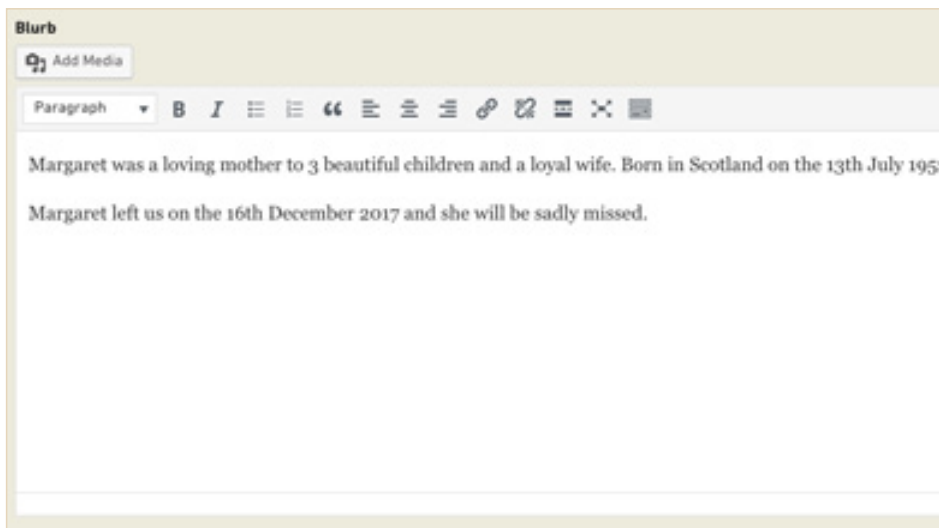 Blurb
Add Media
Paragraph
Margaret was a loving mother to 3 beautiful children and a loyal wife. Born in Scotland on the 13th July
Margaret left us on the 16th December 2017 and she will be sadly missed.